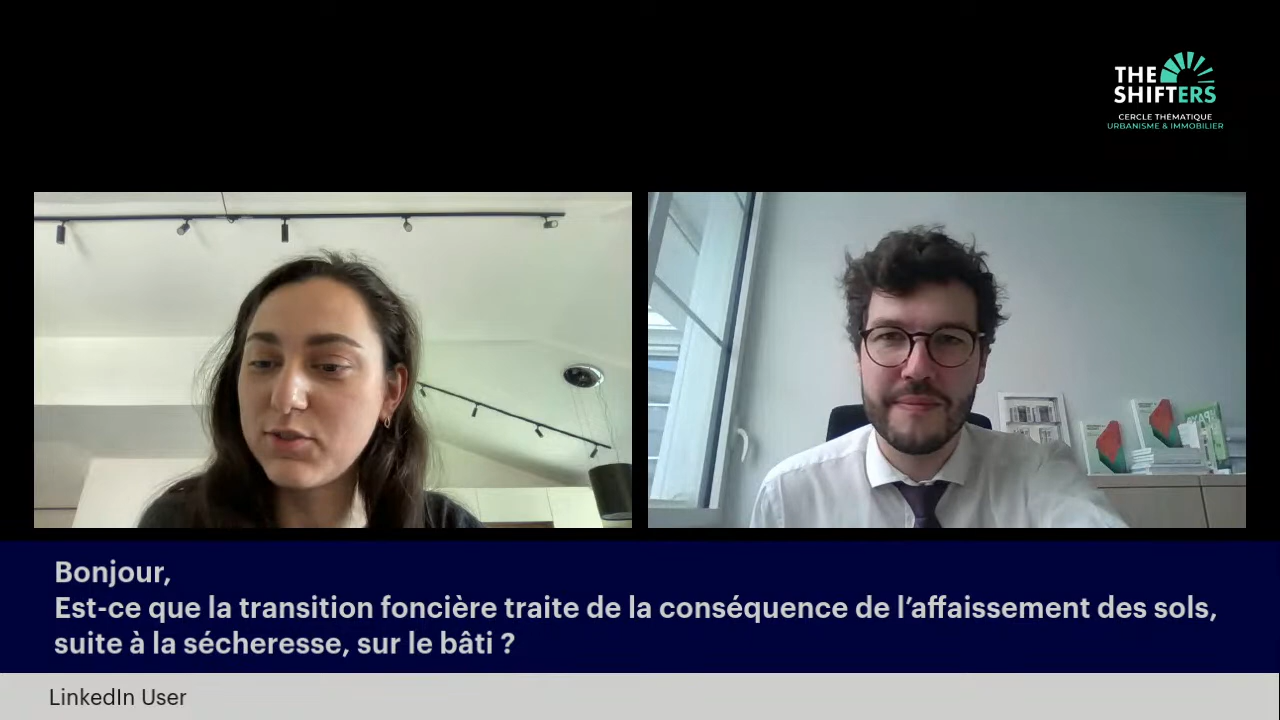 THE
SHIFTERS
CERCLE THÉMATIQUE
URBANISME & IMMOBILIER
Bonjour,
Est-ce que la transition foncière traite de la conséquence de l’affaissement des sols,
suite à la sécheresse, sur le bâti ?
LinkedIn User